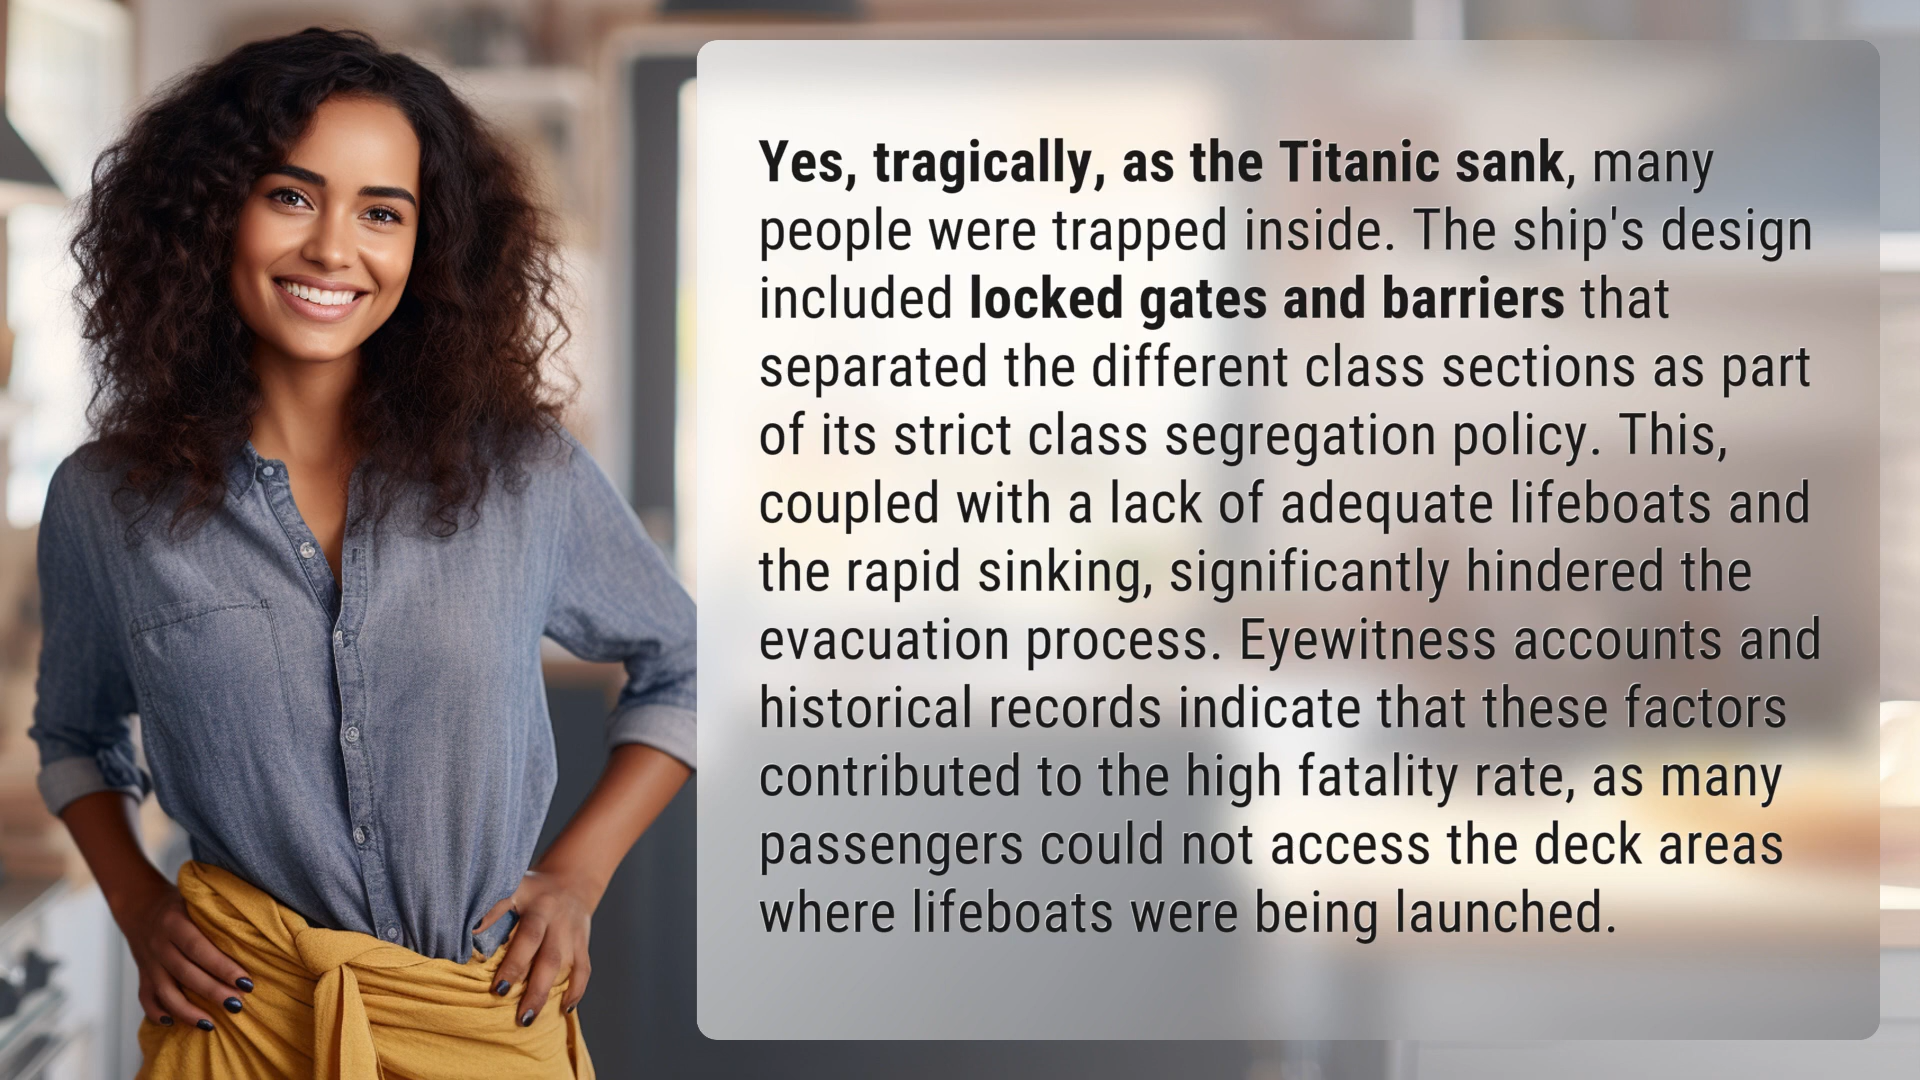 Yes, tragically, as the Titanic sank, many
people were trapped inside. The ship's design
included locked gates and barriers that
separated the different class sections as part
of its strict class segregation policy. This,
coupled with a lack of adequate lifeboats and
the rapid sinking, significantly hindered the
evacuation process. Eyewitness accounts and
historical records indicate that these factors
contributed to the high fatality rate, as many
passengers could not access the deck areas
where lifeboats were being launched.